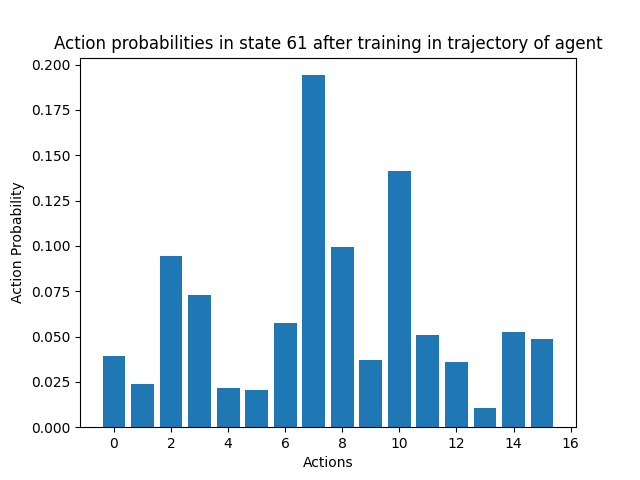 Action probabilities in state 61 after training in trajectory of agent
0.200
0.175
0.150
0.125
0.100
0.075
0.050
0.025
0.000
Action Probability
0 2 4 6 8 10 12 14 16
Actions